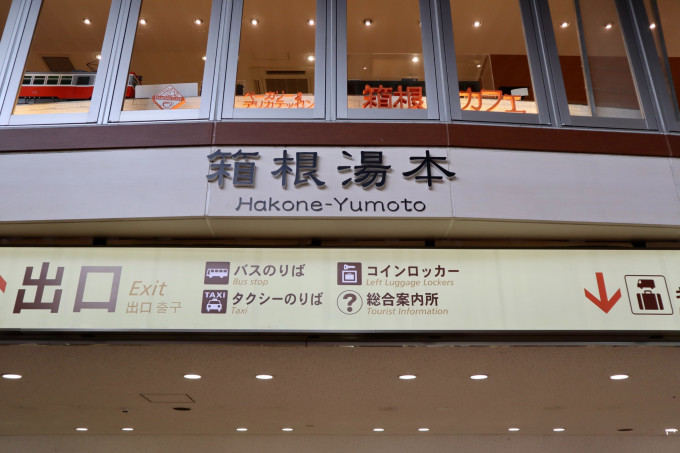 箱根 カフェ
箱根湯本
Hakone-Yumoto
出口
Exit
出口 출구
バスのりば
Bus stop
TAXI
タクシーのりば
Taxi
コインロッカー
Left Luggage Lockers
?
総合案内所
Tourist Information